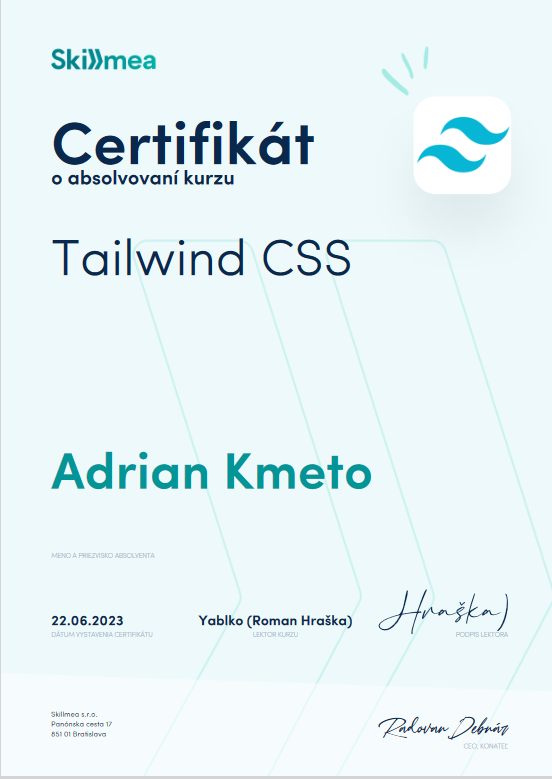 Skillmea
Certifikát
o absolvovaní kurzu
Tailwind CSS
Adrian Kmeto
MENO A PRIEZVISKO ABSOLVENTA
22.06.2023
DÁTUM VYSTAVENIA CERTIFIKÁTU
Yablko (Roman Hraška)
LEKTOR KURZU
Hraška
PODPIS LEKTORA
Skillmea s.r.o.
Panónska cesta 17
851 01 Bratislava
Radovan Debnár
CEO, KONATEĽ